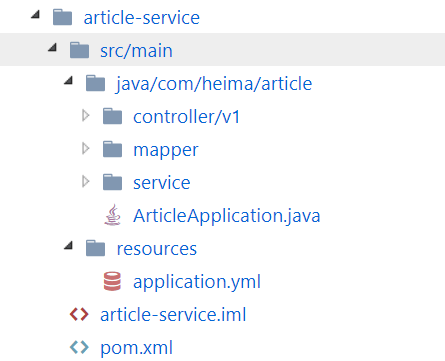 article-service
src/main
java/com/heima/article
controller/v1
mapper
service
ArticleApplication.java
resources
application.yml
article-service.iml
pom.xml